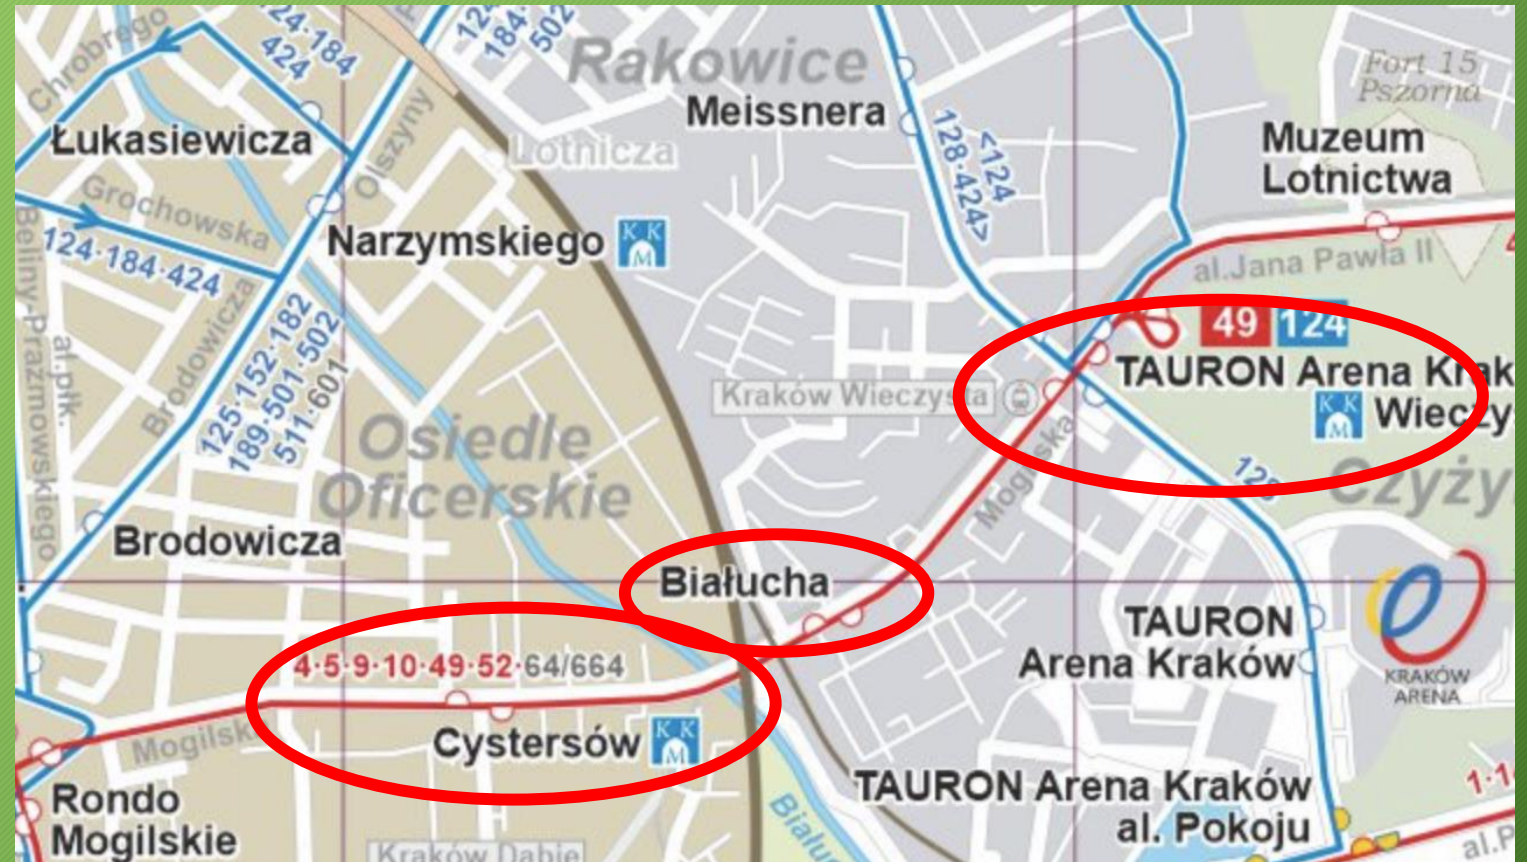 Chrobrego
124·184
424
184·
502
Rakowice
Meissnera
Fort 15
Pszorna
Łukasiewicza
Olszyny
Lotnicza
<124
128·424>
Muzeum
Lotnictwa
Grochowska
124·184·424
Narzymskiego
K K
M
al.Jana Pawła II
Beliny-Prażmowskiego
al.płk.
Brodowicza
125·152·182
189·501·502
511·601
49 124
TAURON Arena Krak
Wieczy
K K
M
Kraków Wieczysta
Mogilska
Osiedle
Oficerskie
Czyży
Brodowicza
Białucha
TAURON
Arena Kraków
KRAKÓW
ARENA
4·5·9·10·49·52·64/664
Mogilsk
Cystersów
K K
M
Rondo
Mogilskie
TAURON Arena Kraków
al. Pokoju
Kraków Dąbie
Białuc
al.P